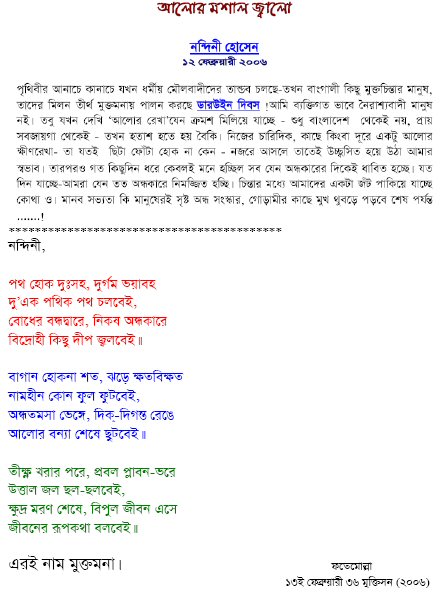 আলোর মশাল জ্বালো
নন্দিনী হোসেন
১২ ফেব্রুয়ারী ২০০৬
পৃথিবীর আনাচে কানাচে যখন ধর্মীয় মৌলবাদীদের তান্ডব চলছে-তখন বাংগালী কিছু মুক্তচিন্তার মানুষ,
তাদের মিলন তীর্থ মুক্তমনায় পালন করছে ডারউইন দিবস !আমি ব্যক্তিগত ভাবে নৈরাশ্যবাদী মানুষ
নই। তবু যখন দেখি 'আলোর রেখা'যেন ক্রমশ মিলিয়ে যাচ্ছে - শুধু বাংলাদেশ থেকেই নয়, প্রায়
সবজায়গা থেকেই - তখন হতাশ হতে হয় বৈকি। নিজের চারিদিক, কাছে কিংবা দূরে একটু আলোর
ক্ষীণরেখা- তা যতই ছিটা ফোঁটা হোক না কেন - নজরে আসলে তাতেই উচ্ছুসিত হয়ে উঠা আমার
স্বভাব। তারপরও গত কিছুদিন ধরে কেবলই মনে হচ্ছিল সব যেন অন্ধকারের দিকেই ধাবিত হচ্ছে। যত
দিন যাচ্ছে-আমরা যেন তত অন্ধকারে নিমজ্জিত হচ্ছি। চিন্তার মধ্যে আমাদের একটা জঁট পাকিয়ে যাচ্ছে
কোথা ও। মানব সভ্যতা কি মানুষেরই সৃষ্ট অন্ধ সংস্কার, গোড়ামীর কাছে মুখ থুবড়ে পড়বে শেষ পর্যন্ত
.......!
******************************************
নন্দিনী,
পথ হোক দুঃসহ, দুর্গম ভয়াবহ
দু'এক পথিক পথ চলবেই,
বোধের বন্ধদ্বারে, নিকষ অন্ধকারে
বিদ্রোহী কিছু দীপ জ্বলবেই॥
বাগান হোকনা শত, ঝড়ে ক্ষতবিক্ষত
নামহীন কোন ফুল ফুটবেই,
অন্ধতমসা ভেঙ্গে, দিক্-দিগন্ত রেঙে
আলোর বন্যা শেষে ছুটবেই॥
তীক্ষ্ণ খরার পরে, প্রবল প্লাবন-ভরে
উত্তাল জল ছল-ছলবেই,
ক্ষুদ্র মরণ শেষে, বিপুল জীবন এসে
জীবনের রূপকথা বলবেই॥
এরই নাম মুক্তমনা।
ফতেমোল্লা
১৩ই ফেব্রুয়ারী ৩৬ মুক্তিসন (২০০৬)